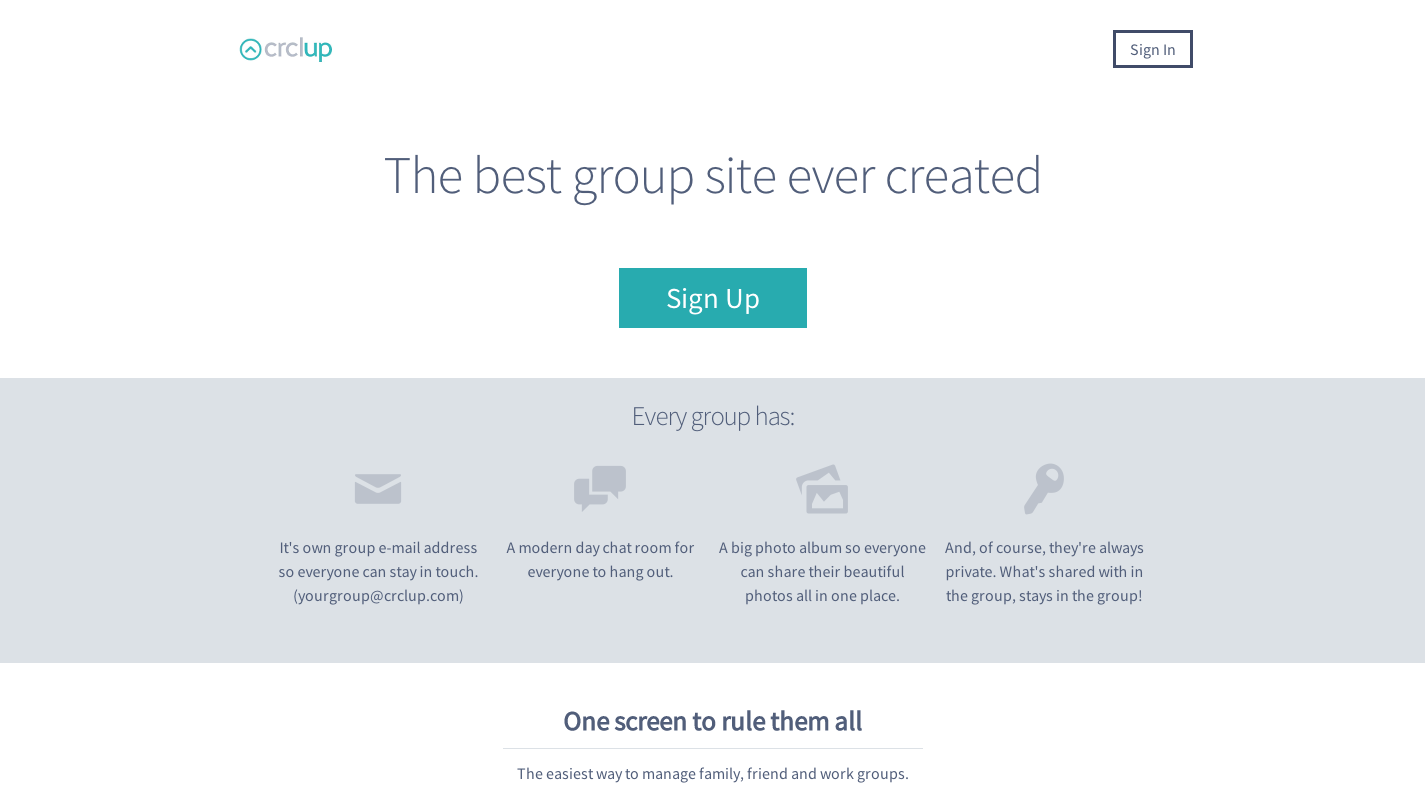 crclup
Sign In
The best group site ever created
Sign Up
Every group has:
It's own group e-mail address
so everyone can stay in touch.
(yourgroup@crclup.com)
A modern day chat room for
everyone to hang out.
A big photo album so everyone
can share their beautiful
photos all in one place.
And, of course, they're always
private. What's shared with in
the group, stays in the group!
One screen to rule them all
The easiest way to manage family, friend and work groups.